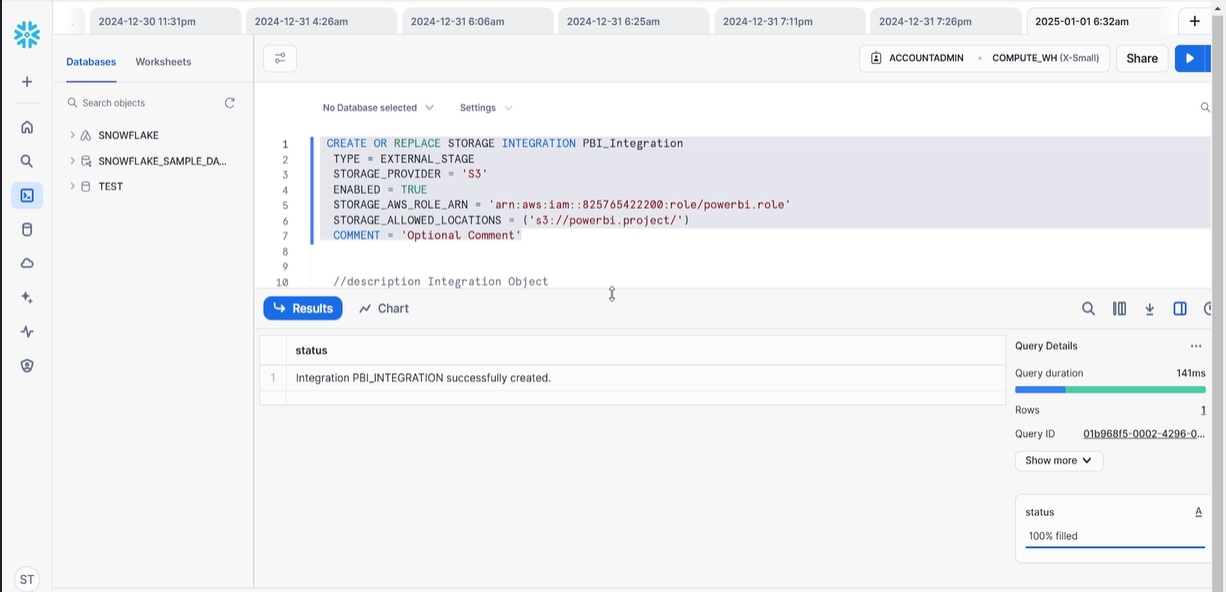 2024-12-30 11:31pm
2024-12-31 4:26am
2024-12-31 6:06am
2024-12-31 6:25am
2024-12-31 7:11pm
2024-12-31 7:26pm
2025-01-01 6:32am
Databases Worksheets
ACCOUNTADMIN COMPUTE_WH (X-Small)
Share
Search objects
SNOWFLAKE
SNOWFLAKE_SAMPLE_DA...
TEST
No Database selected Settings
1 CREATE OR REPLACE STORAGE INTEGRATION PBI_Integration
2 TYPE = EXTERNAL_STAGE
3 STORAGE_PROVIDER = 'S3'
4 ENABLED = TRUE
5 STORAGE_AWS_ROLE_ARN = 'arn:aws:iam::825765422200:role/powerbi.role'
6 STORAGE_ALLOWED_LOCATIONS = ('s3://powerbi.project/')
7 COMMENT = 'Optional Comment'
8
9
10 //description Integration Object
Results Chart
status
1 Integration PBI_INTEGRATION successfully created.
Query Details ...
Query duration 141ms
Rows 1
Query ID 01b968f5-0002-4296-0...
Show more
status A
100% filled
ST